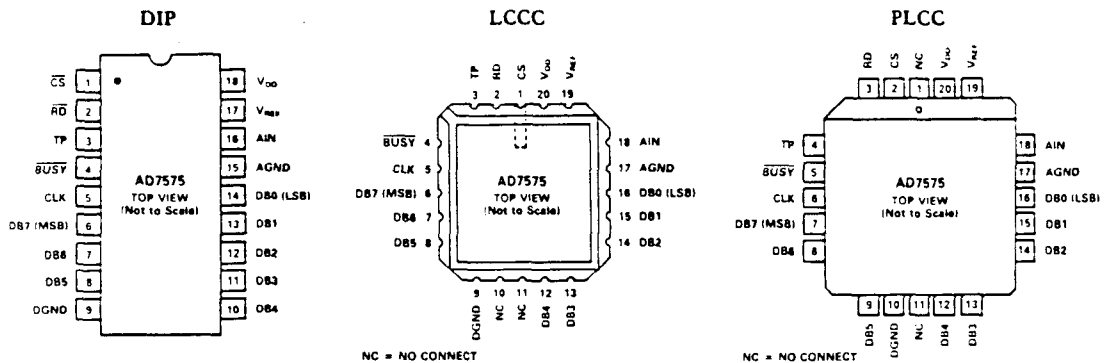 DIP
C̅S̅ 1
R̅D̅ 2
TP 3
B̅U̅S̅Y̅ 4
CLK 5
DB7 (MSB) 6
DB6 7
DB5 8
DGND 9
AD7575
TOP VIEW
(Not to Scale)
18 VDD
17 VREF
16 AIN
15 AGND
14 DB0 (LSB)
13 DB1
12 DB2
11 DB3
10 DB4
LCCC
TP RD CS VDD VREF
3 2 1 20 19
B̅U̅S̅Y̅ 4
CLK 5
DB7 (MSB) 6
DB6 7
DB5 8
AD7575
TOP VIEW
(Not to Scale)
18 AIN
17 AGND
16 DB0 (LSB)
15 DB1
14 DB2
9 10 11 12 13
DGND NC NC DB4 DB3
NC = NO CONNECT
PLCC
RD CS NC VDD VREF
3 2 1 20 19
TP 4
B̅U̅S̅Y̅ 5
CLK 6
DB7 (MSB) 7
DB6 8
AD7575
TOP VIEW
(Not to Scale)
18 AIN
17 AGND
16 DB0 (LSB)
15 DB1
14 DB2
9 10 11 12 13
DB5 DGND NC DB4 DB3
NC = NO CONNECT